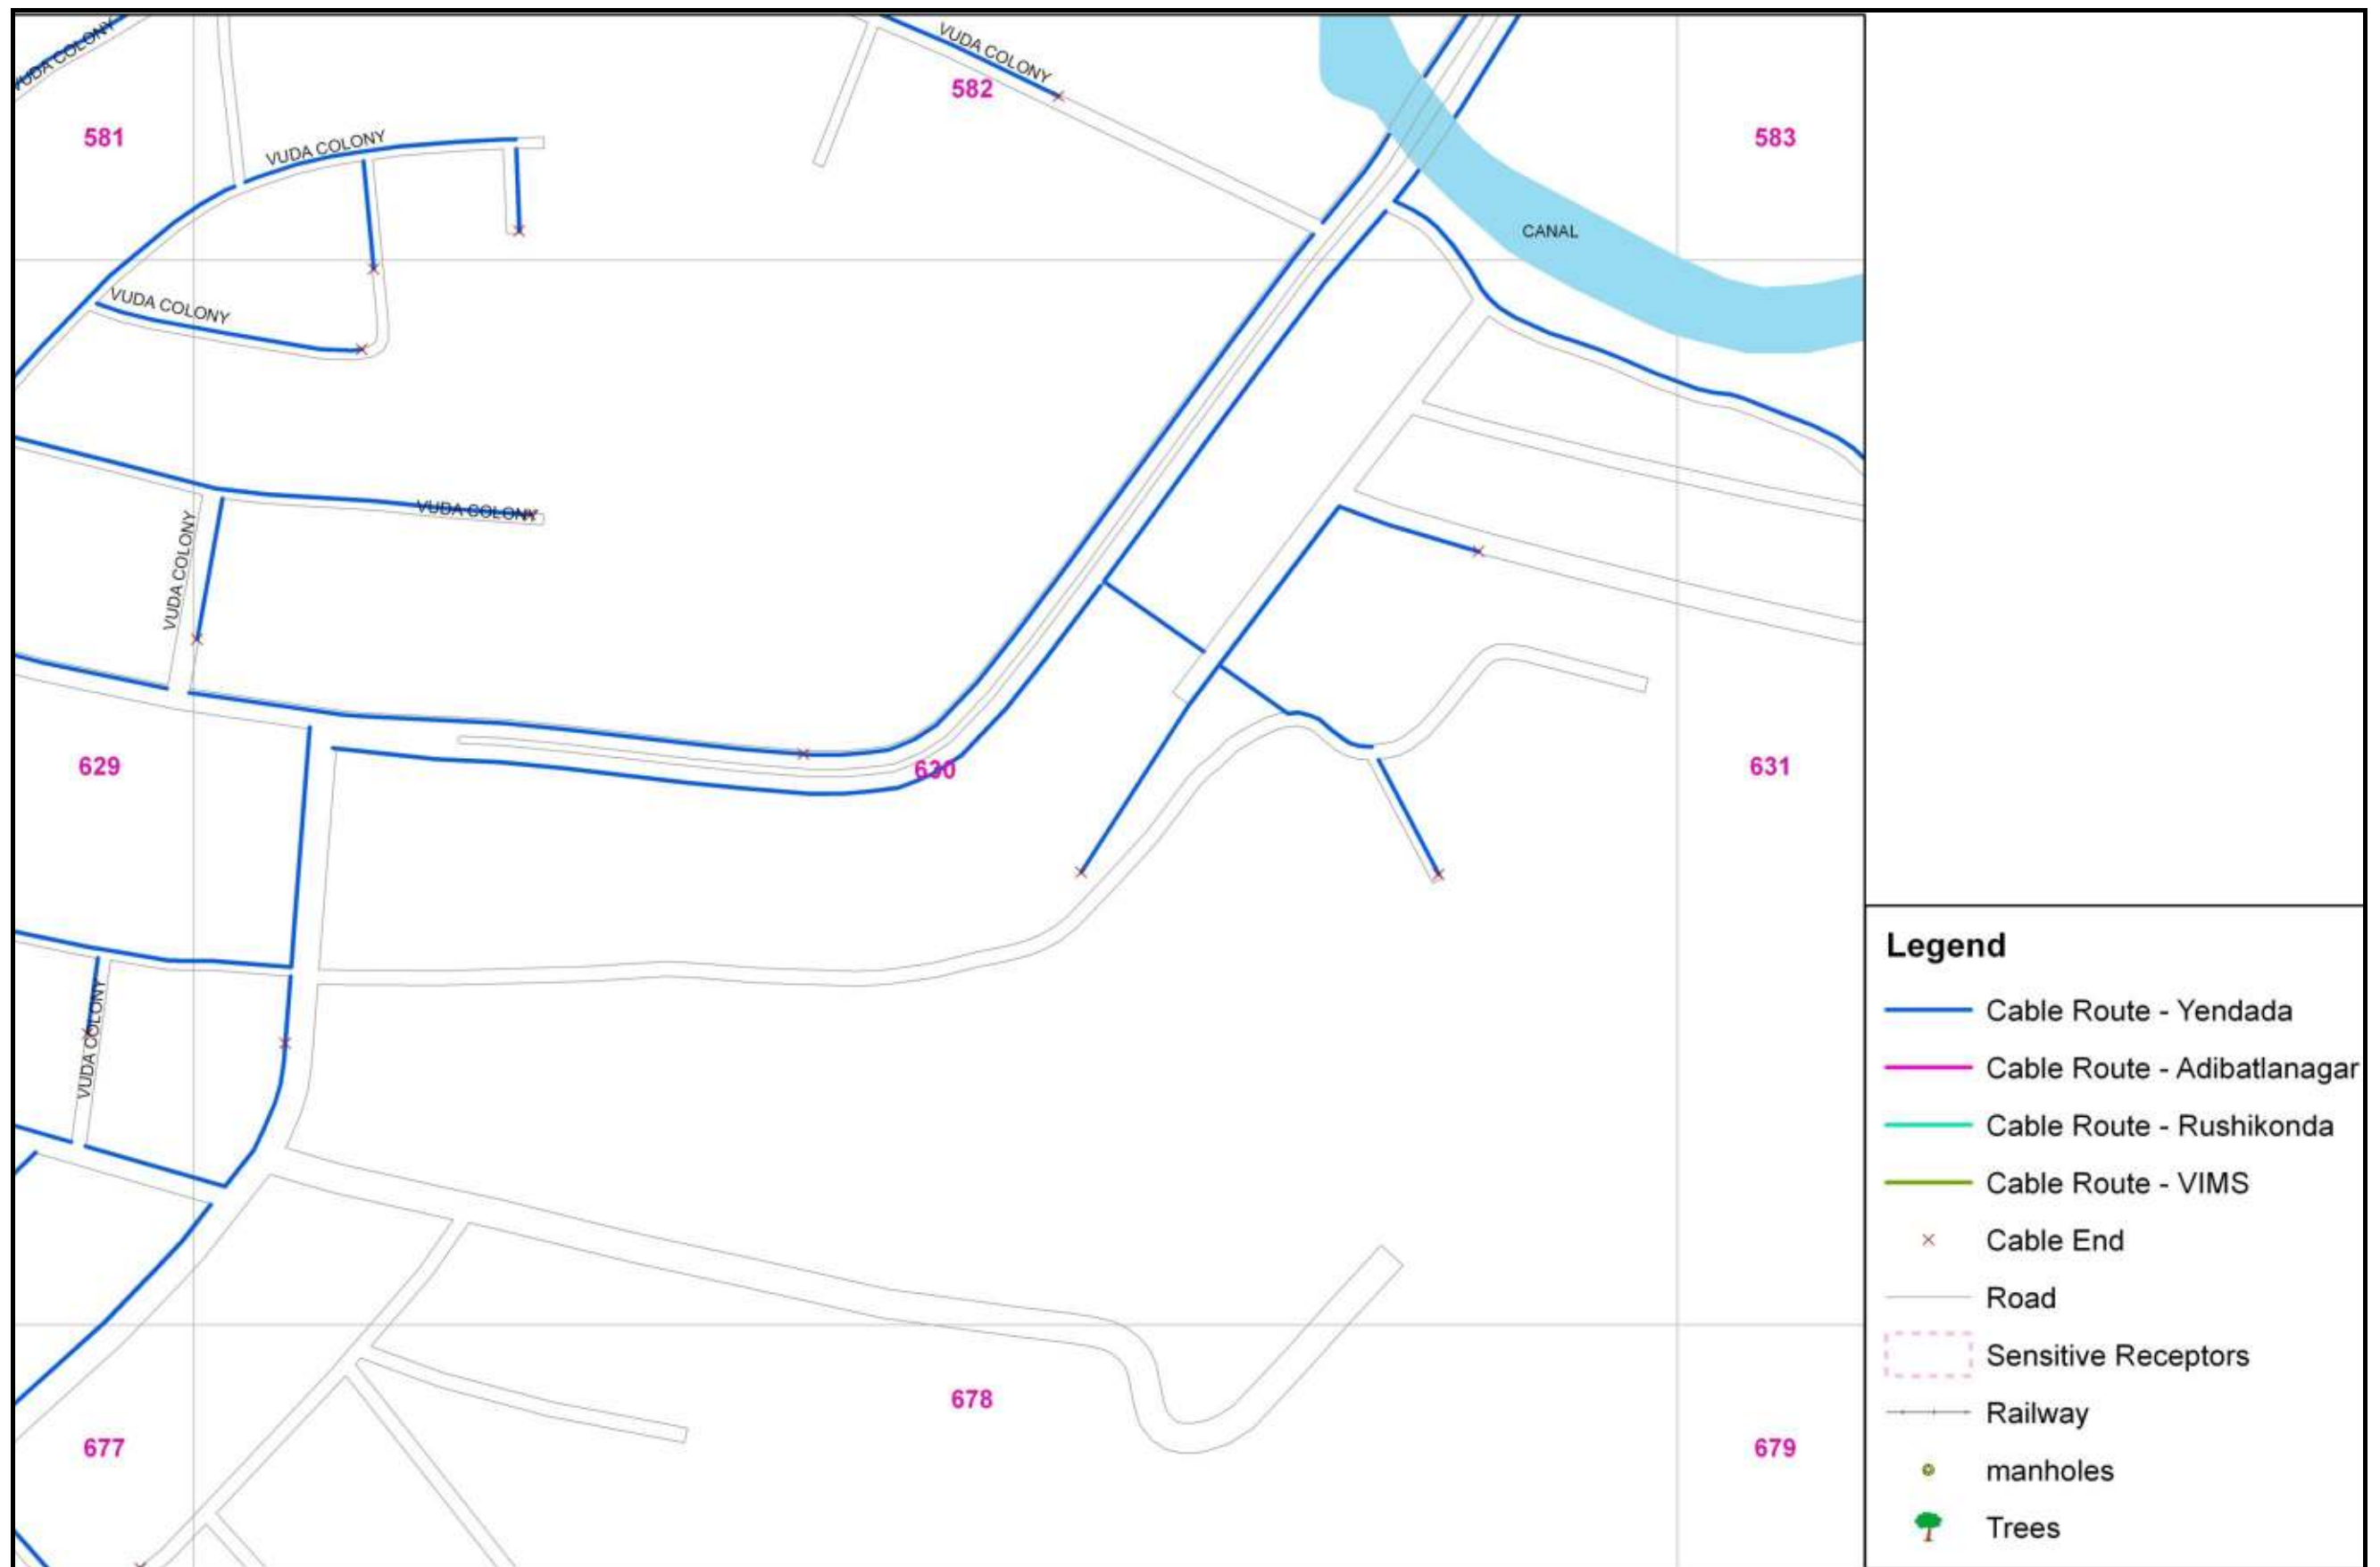 VUDA COLONY
VUDA COLONY
582
581
VUDA COLONY
583
CANAL
VUDA COLONY
VUDA COLONY
VUDA COLONY
629
630
631
VUDA COLONY
678
677
679
Legend
Cable Route - Yendada
Cable Route - Adibatlanagar
Cable Route - Rushikonda
Cable Route - VIMS
Cable End
Road
Sensitive Receptors
Railway
manholes
Trees